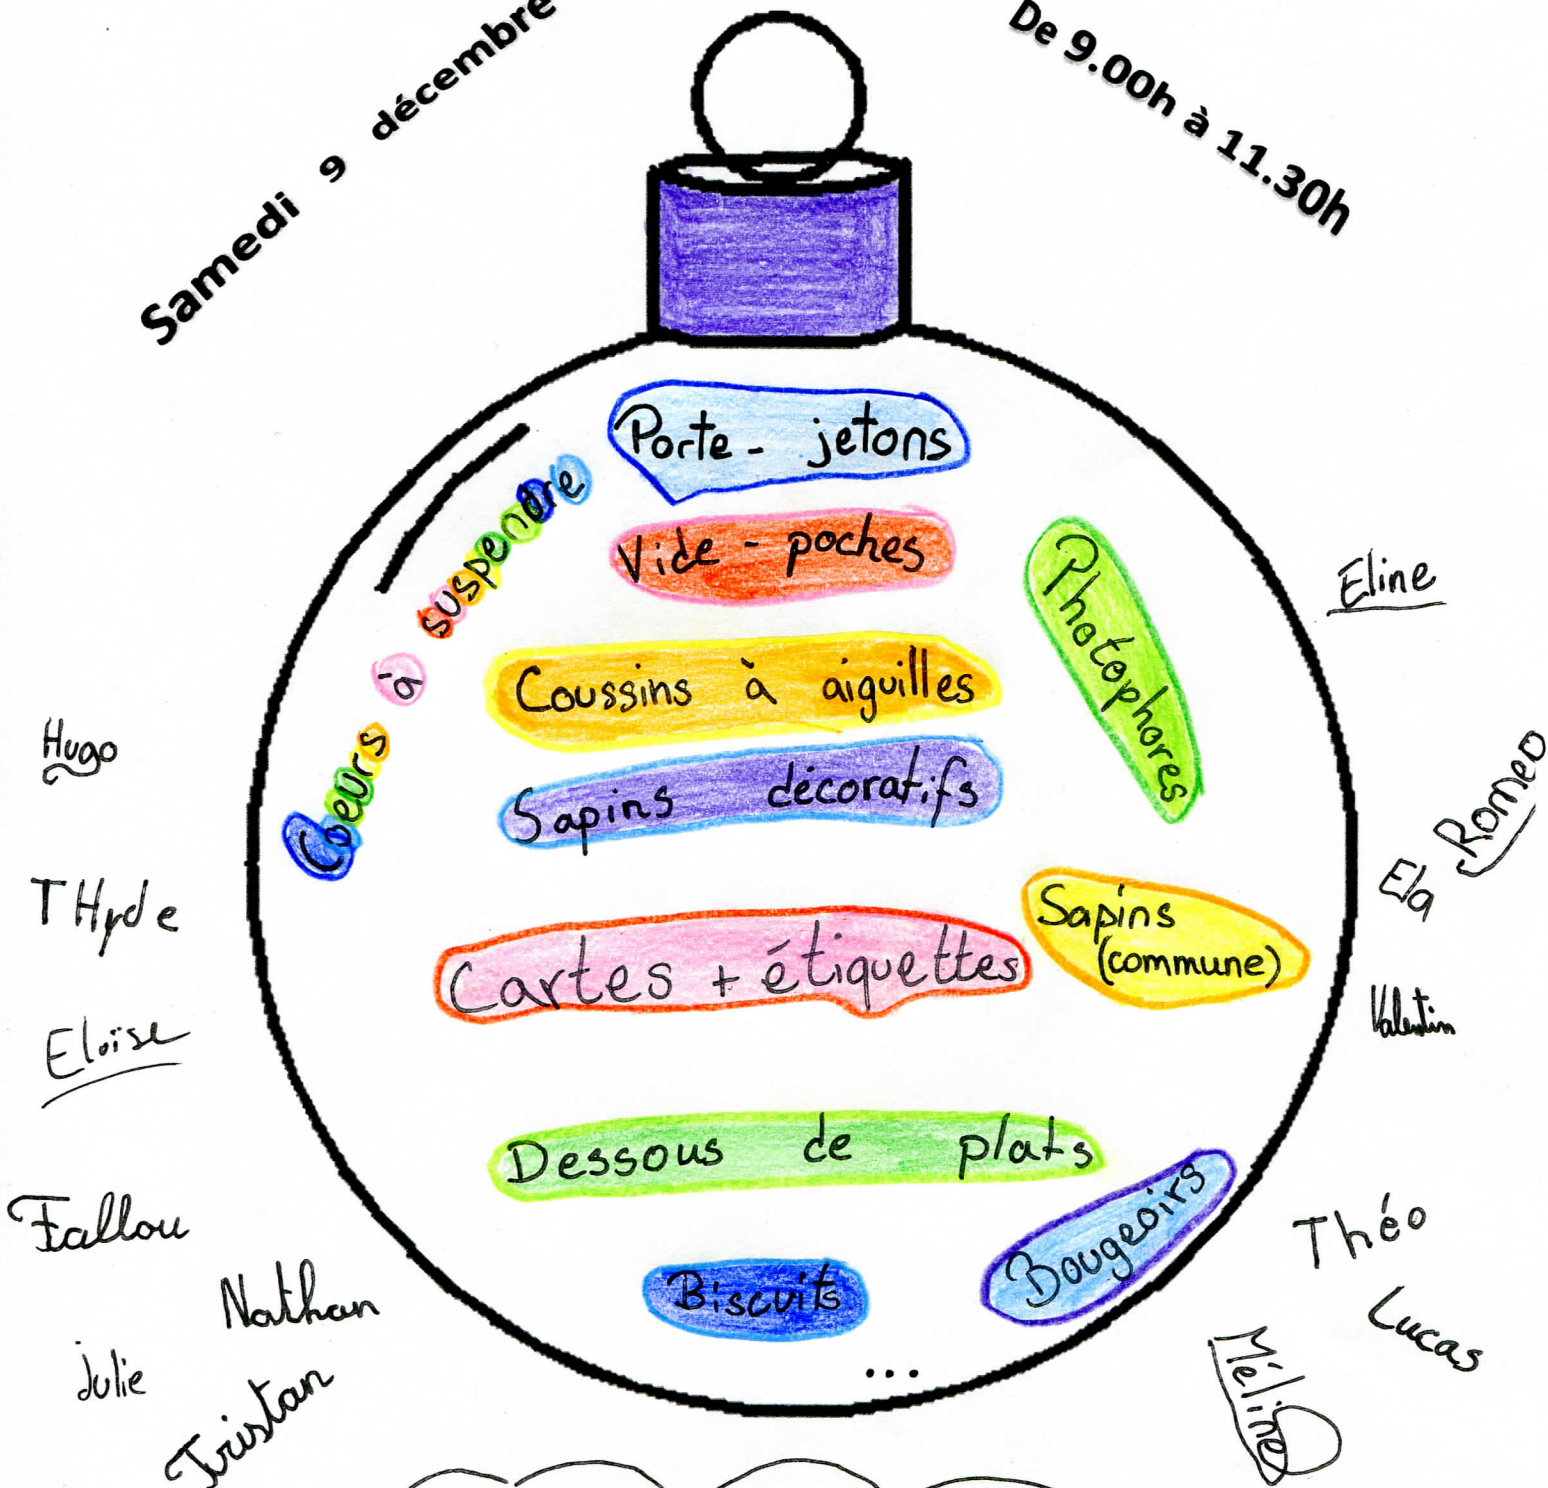 Samedi 9 décembre
De 9.00h à 11.30h
Porte-jetons
Coeurs à suspendre
Vide-poches
Photophores
Coussins à aiguilles
Sapins décoratifs
Sapins
(commune)
Cartes + étiquettes
Dessous de plats
Bougeoirs
Biscuits
...
Hugo
Eloïse
Fallou
Nathan
Julie
Tristan
Eline
Romeo
Ela
Valentin
Théo
Lucas
Méline